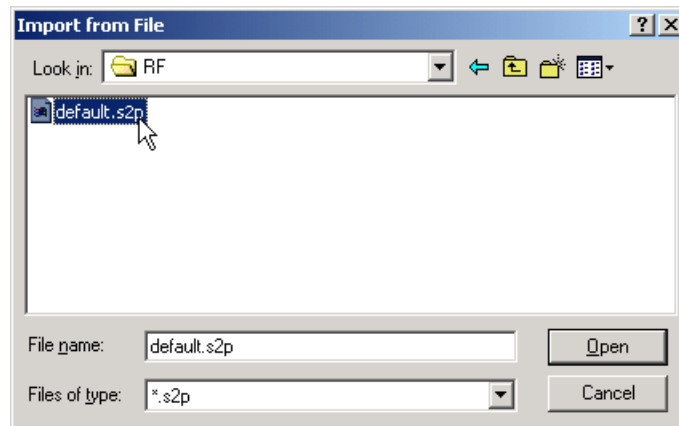 Import from File
Look in: RF
default.s2p
File name: default.s2p Open
Files of type: *.s2p Cancel